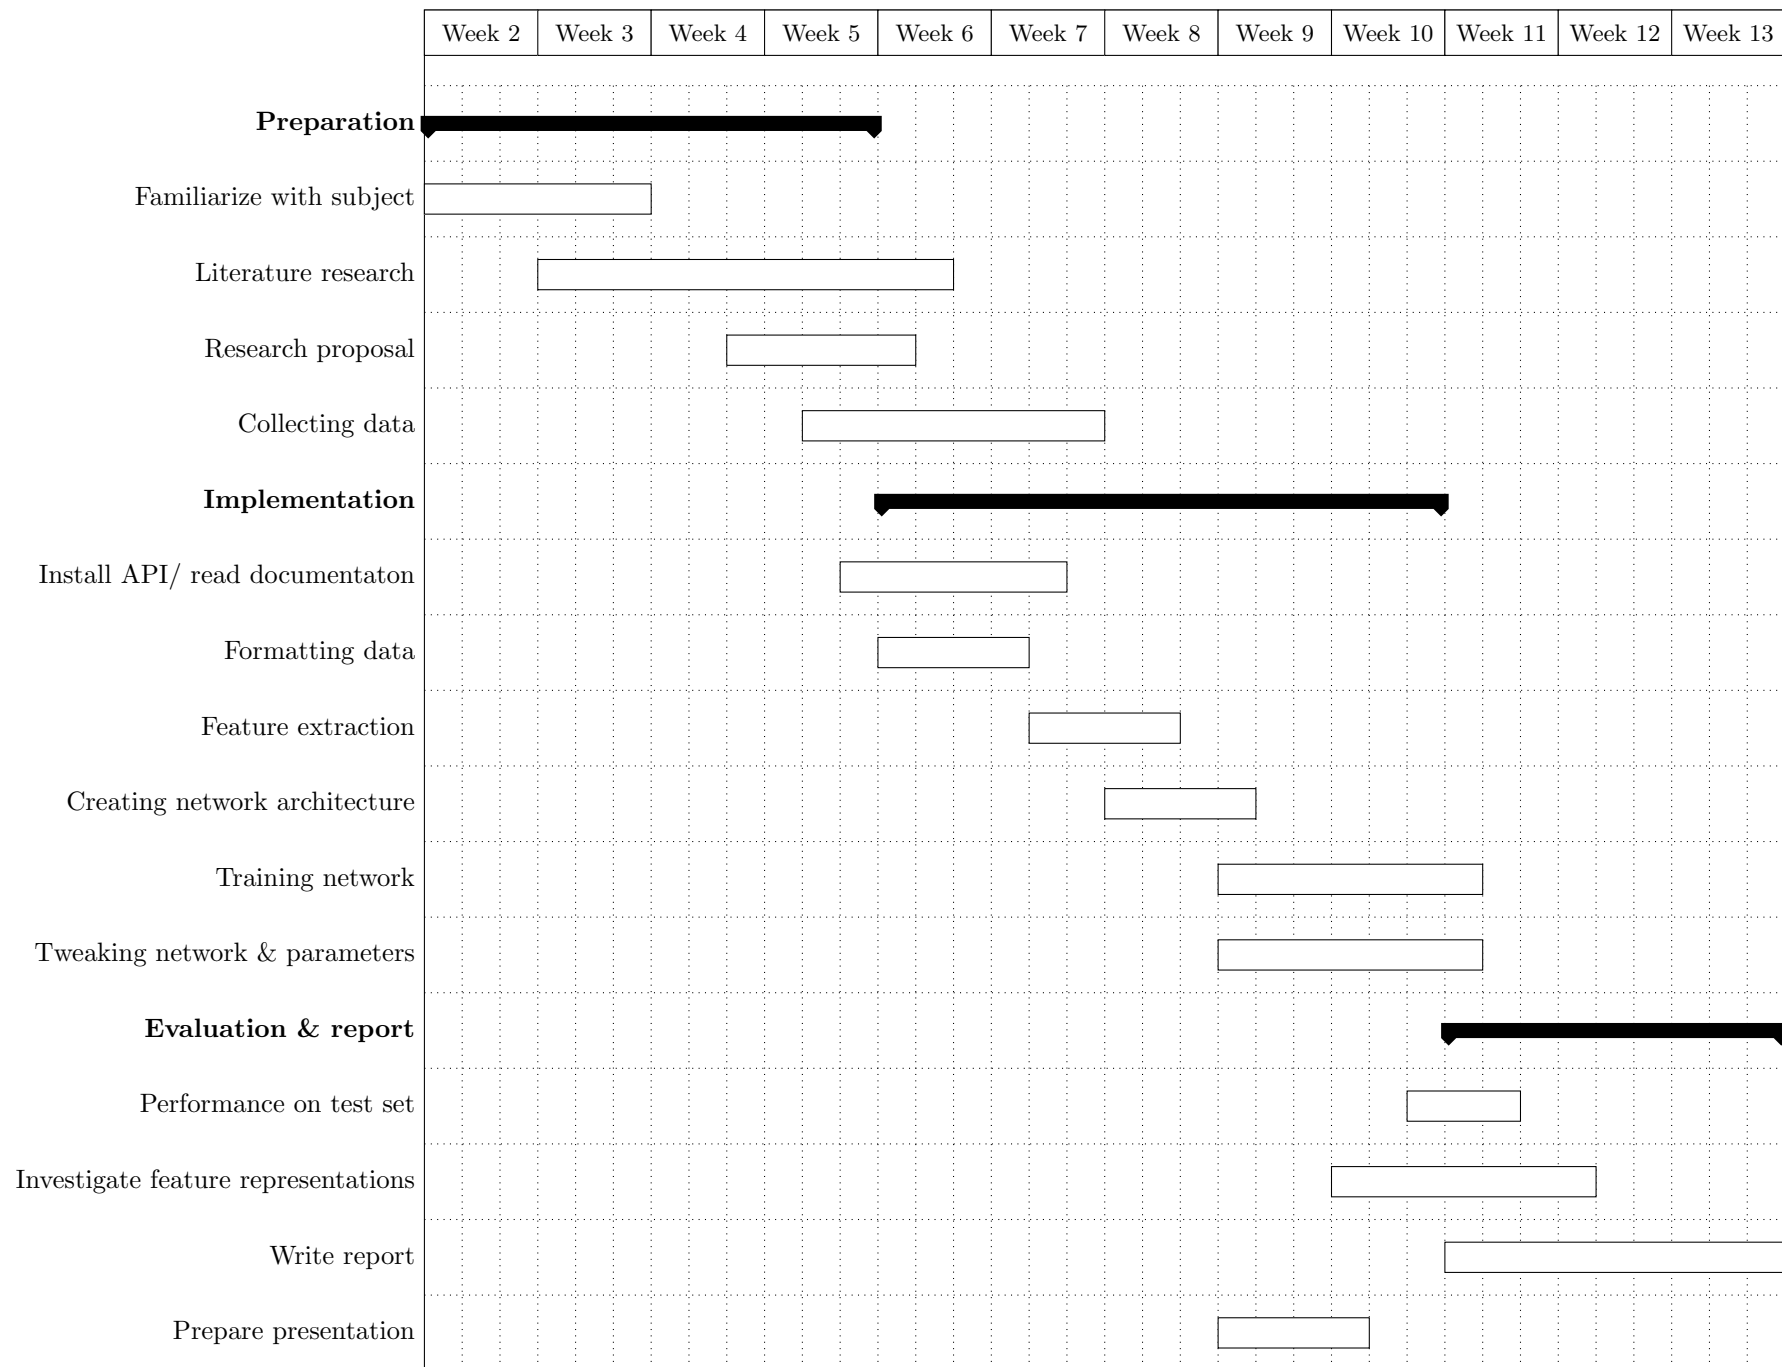 Week 2 Week 3 Week 4 Week 5 Week 6 Week 7 Week 8 Week 9 Week 10 Week 11 Week 12 Week 13
Preparation
Familiarize with subject
Literature research
Research proposal
Collecting data
Implementation
Install API/ read documentaton
Formatting data
Feature extraction
Creating network architecture
Training network
Tweaking network & parameters
Evaluation & report
Performance on test set
Investigate feature representations
Write report
Prepare presentation